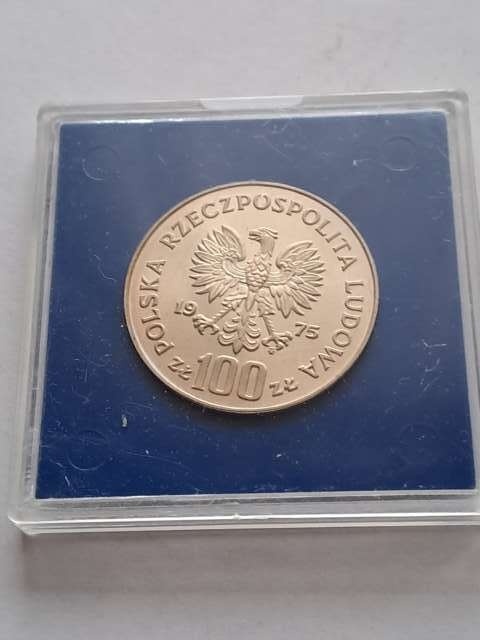 POLSKA RZECZPOSPOLITA LUDOWA
19 75
ZŁ 100 ZŁ